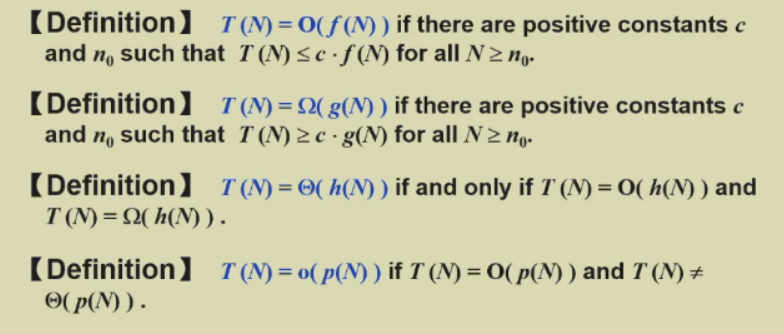 【Definition】 T (N) = O( f (N) ) if there are positive constants c
and n₀ such that T (N) ≤ c · f (N) for all N ≥ n₀.
【Definition】 T (N) = Ω( g(N) ) if there are positive constants c
and n₀ such that T (N) ≥ c · g(N) for all N ≥ n₀.
【Definition】 T (N) = Θ( h(N) ) if and only if T (N) = O( h(N) ) and
T (N) = Ω( h(N) ) .
【Definition】 T (N) = o( p(N) ) if T (N) = O( p(N) ) and T (N) ≠
Θ( p(N) ) .